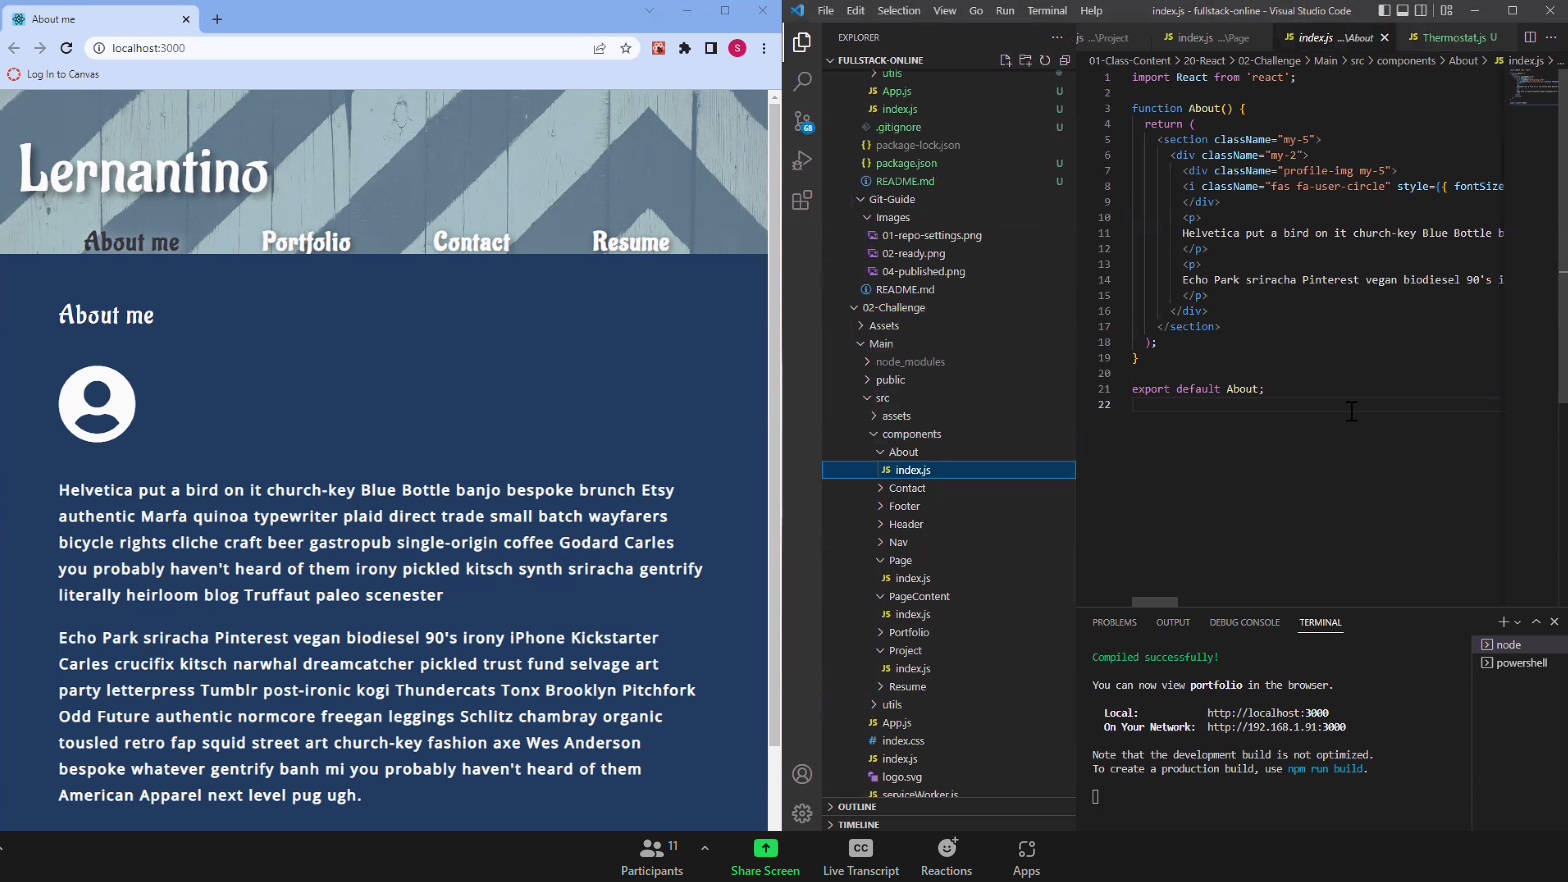 About me
localhost:3000
S
Log In to Canvas
Lernantino
About me Portfolio Contact Resume
About me
Helvetica put a bird on it church-key Blue Bottle banjo bespoke brunch Etsy
authentic Marfa quinoa typewriter plaid direct trade small batch wayfarers
bicycle rights cliche craft beer gastropub single-origin coffee Godard Carles
you probably haven't heard of them irony pickled kitsch synth sriracha gentrify
literally heirloom blog Truffaut paleo scenester
Echo Park sriracha Pinterest vegan biodiesel 90's irony iPhone Kickstarter
Carles crucifix kitsch narwhal dreamcatcher pickled trust fund selvage art
party letterpress Tumblr post-ironic kogi Thundercats Tonx Brooklyn Pitchfork
Odd Future authentic normcore freegan leggings Schlitz chambray organic
tousled retro fap squid street art church-key fashion axe Wes Anderson
bespoke whatever gentrify banh mi you probably haven't heard of them
American Apparel next level pug ugh.
File Edit Selection View Go Run Terminal Help index.js - fullstack-online - Visual Studio Code
EXPLORER
FULLSTACK-ONLINE
utils
JS App.js U
JS index.js U
.gitignore U
{} package-lock.json
{} package.json U
README.md U
Git-Guide
Images
01-repo-settings.png
02-ready.png
04-published.png
README.md
02-Challenge
Assets
Main
node_modules
public
src
assets
components
About
JS index.js
Contact
Footer
Header
Nav
Page
JS index.js
PageContent
JS index.js
Portfolio
Project
JS index.js
Resume
utils
JS App.js
# index.css
JS index.js
logo.svg
serviceWorker.js
OUTLINE
TIMELINE
68
js ...\Project JS index.js ...\Page JS index.js ...\About JS Thermostat.js U
01-Class-Content > 20-React > 02-Challenge > Main > src > components > About > JS index.js > ...
1 import React from 'react';
2
3 function About() {
4 return (
5 <section className="my-5">
6 <div className="my-2">
7 <div className="profile-img my-5">
8 <i className="fas fa-user-circle" style={{ fontSize
9 </div>
10 <p>
11 Helvetica put a bird on it church-key Blue Bottle b
12 </p>
13 <p>
14 Echo Park sriracha Pinterest vegan biodiesel 90's i
15 </p>
16 </div>
17 </section>
18 );
19 }
20
21 export default About;
22
PROBLEMS OUTPUT DEBUG CONSOLE TERMINAL
node
powershell
Compiled successfully!
You can now view portfolio in the browser.
Local: http://localhost:3000
On Your Network: http://192.168.1.91:3000
Note that the development build is not optimized.
To create a production build, use npm run build.
11
CC
Participants Share Screen Live Transcript Reactions Apps